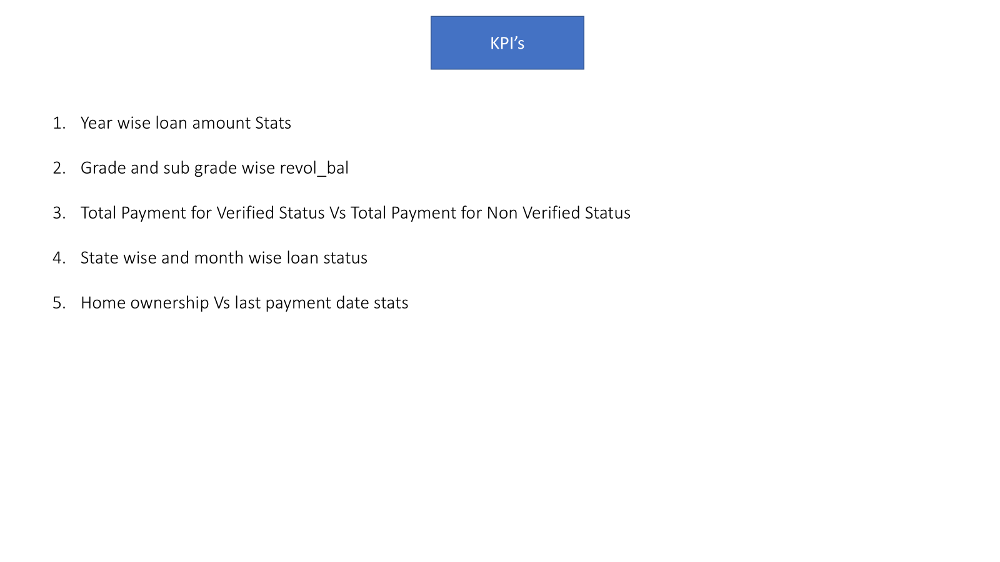 KPI’s
1. Year wise loan amount Stats
2. Grade and sub grade wise revol_bal
3. Total Payment for Verified Status Vs Total Payment for Non Verified Status
4. State wise and month wise loan status
5. Home ownership Vs last payment date stats